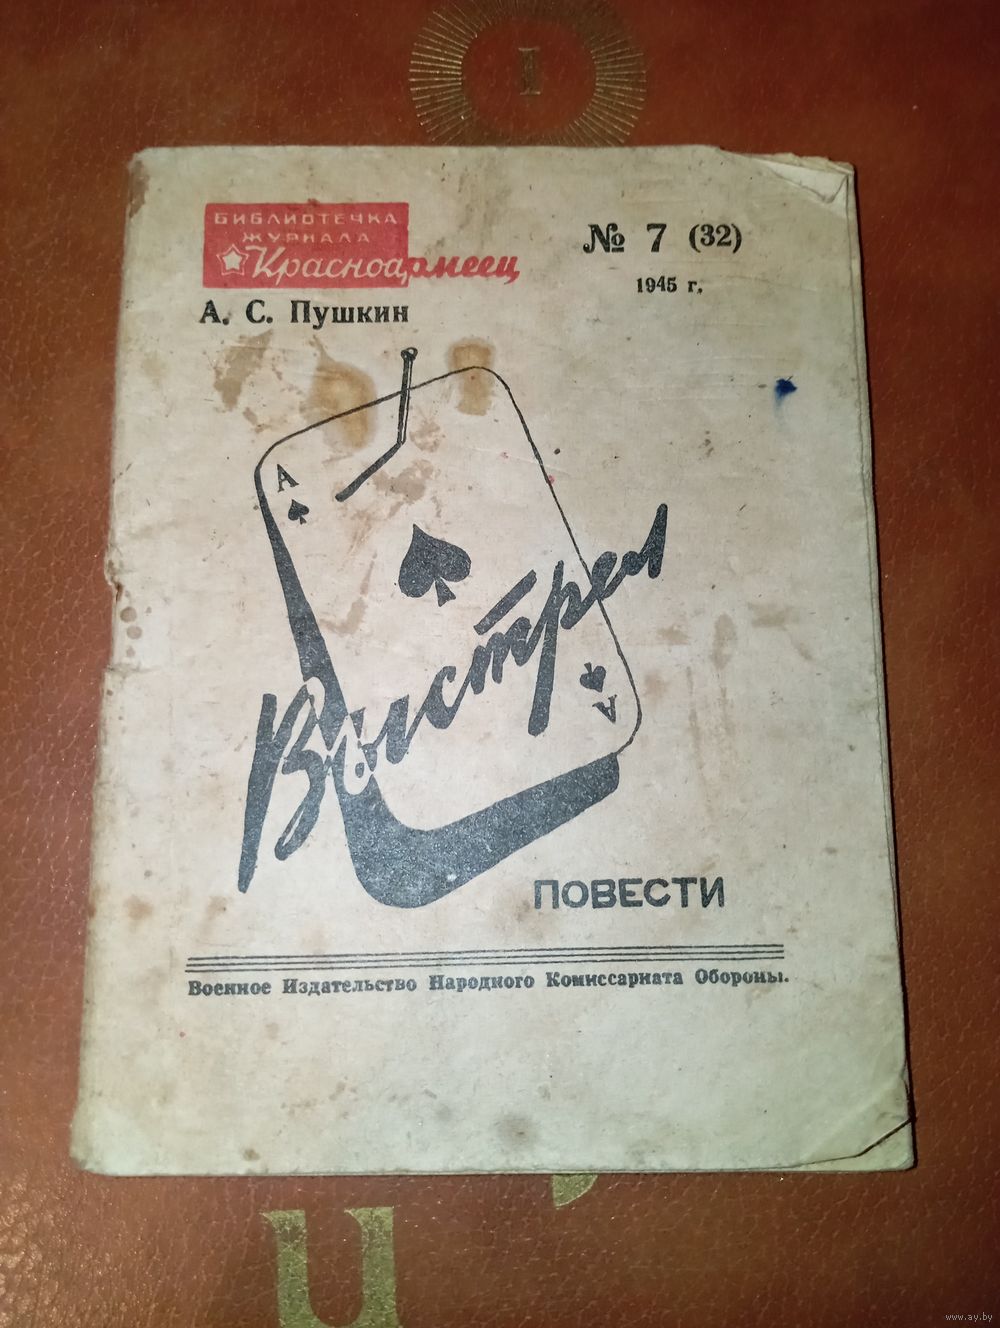 I
БИБЛИОТЕЧКА
ЖУРНАЛА
Красноармеец
№ 7 (32)
1945 г.
А. С. Пушкин
А
Выстрел
А
ПОВЕСТИ
Военное Издательство Народного Комиссариата Обороны.
www.ay.by